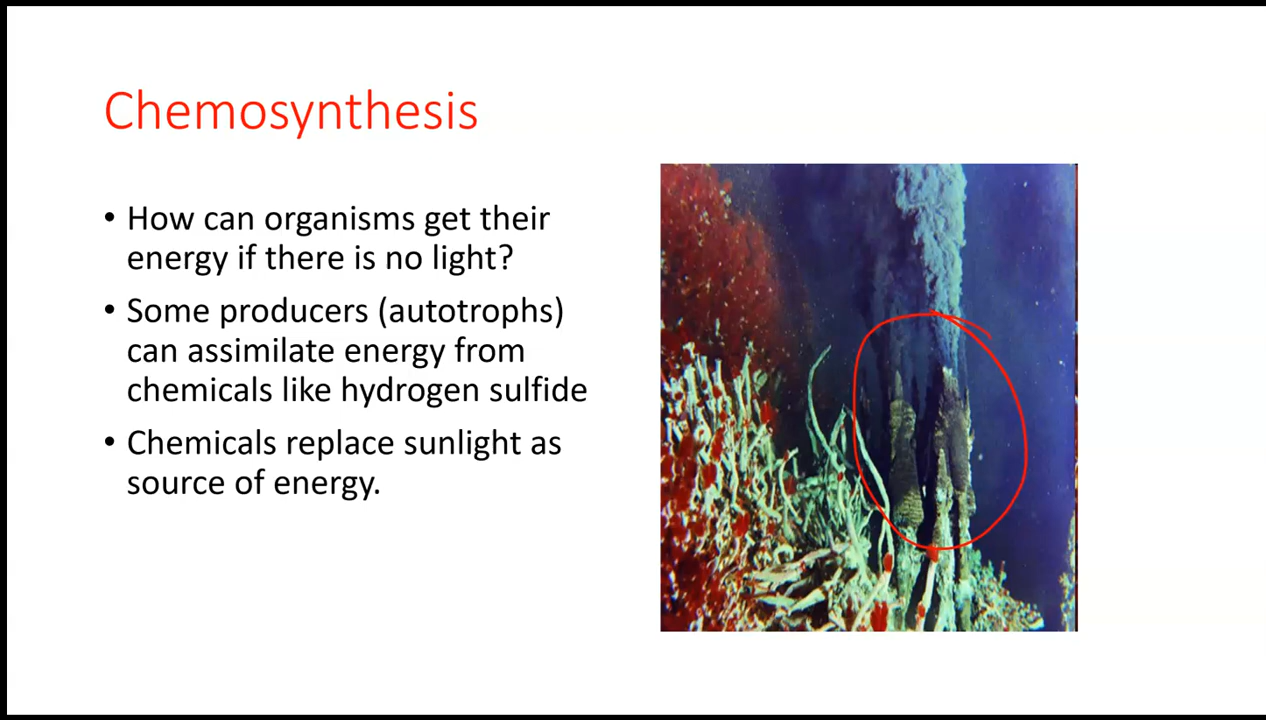 Chemosynthesis
• How can organisms get their
energy if there is no light?
• Some producers (autotrophs)
can assimilate energy from
chemicals like hydrogen sulfide
• Chemicals replace sunlight as
source of energy.